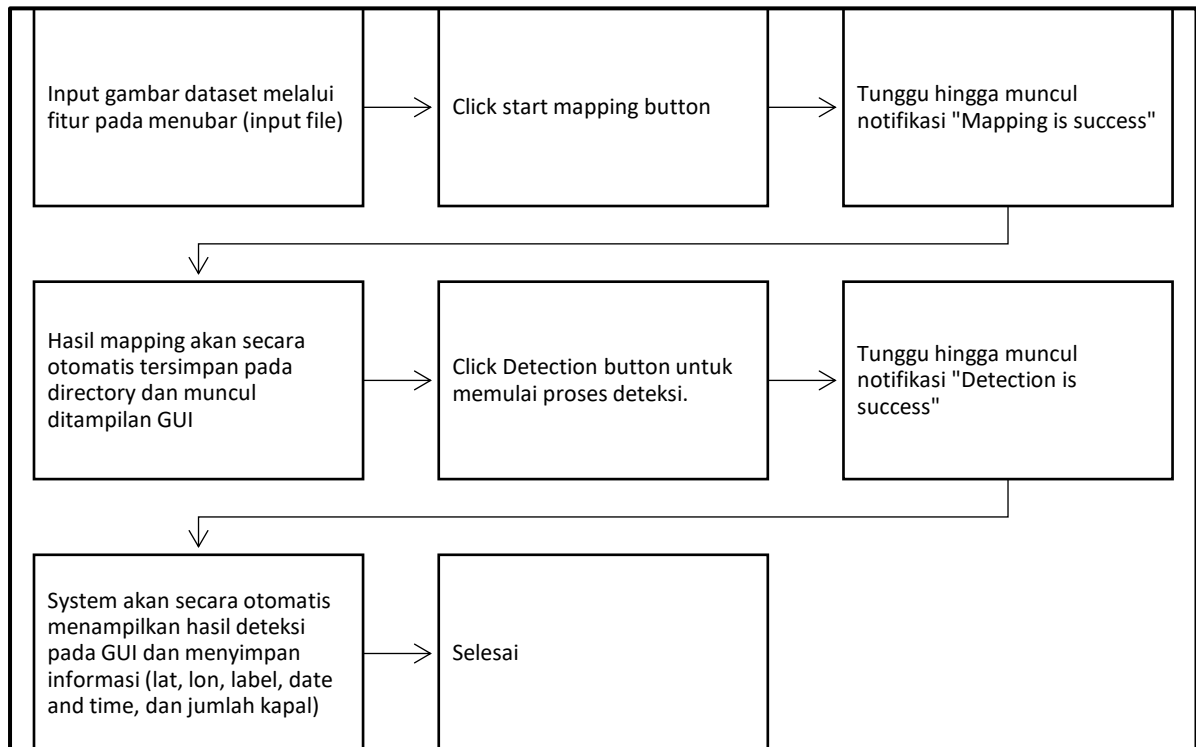 Input gambar dataset melalui
fitur pada menubar (input file)
Click start mapping button
Tunggu hingga muncul
notifikasi "Mapping is success"
Hasil mapping akan secara
otomatis tersimpan pada
directory dan muncul
ditampilan GUI
Click Detection button untuk
memulai proses deteksi.
Tunggu hingga muncul
notifikasi "Detection is
success"
System akan secara otomatis
menampilkan hasil deteksi
pada GUI dan menyimpan
informasi (lat, lon, label, date
and time, dan jumlah kapal)
Selesai